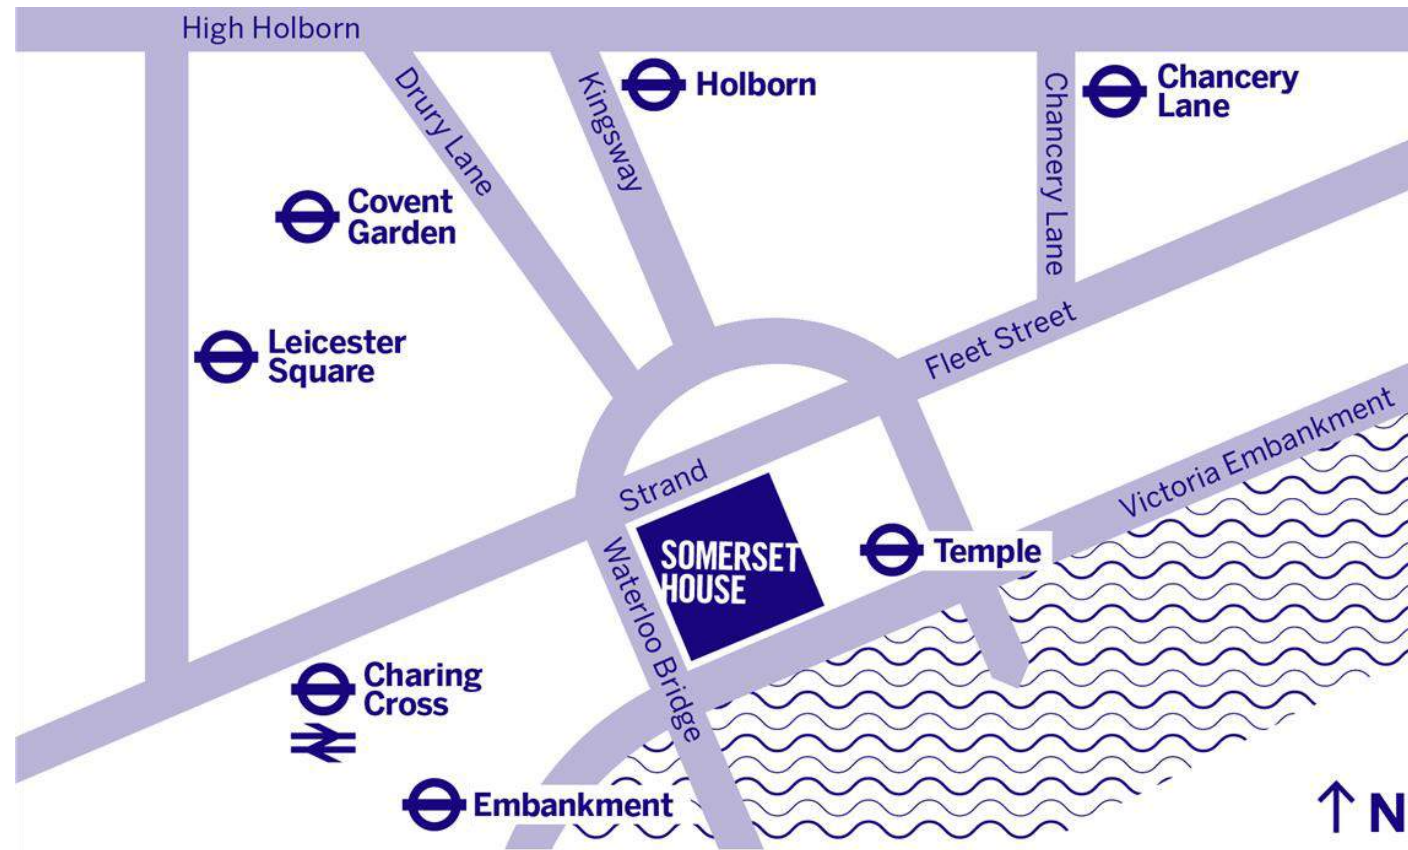 High Holborn
Drury Lane
Kingsway
Holborn
Chancery Lane
Chancery
Lane
Covent
Garden
Leicester
Square
Fleet Street
Strand
Victoria Embankment
SOMERSET
HOUSE
Waterloo Bridge
Temple
Charing
Cross
Embankment
N